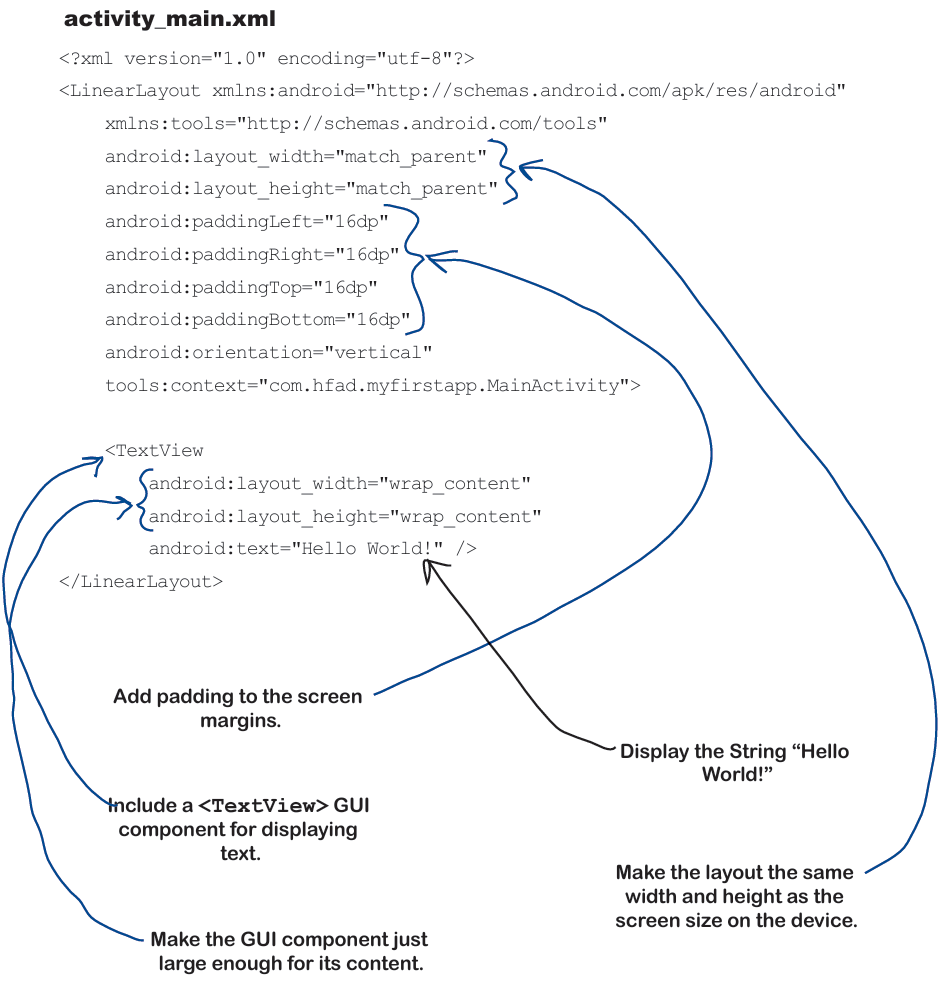 activity_main.xml
<?xml version="1.0" encoding="utf-8"?>
<LinearLayout xmlns:android="http://schemas.android.com/apk/res/android"
xmlns:tools="http://schemas.android.com/tools"
android:layout_width="match_parent"
android:layout_height="match_parent"
android:paddingLeft="16dp"
android:paddingRight="16dp"
android:paddingTop="16dp"
android:paddingBottom="16dp"
android:orientation="vertical"
tools:context="com.hfad.myfirstapp.MainActivity">
<TextView
android:layout_width="wrap_content"
android:layout_height="wrap_content"
android:text="Hello World!" />
</LinearLayout>
Add padding to the screen
margins.
Display the String “Hello
World!”
Include a <TextView> GUI
component for displaying
text.
Make the layout the same
width and height as the
screen size on the device.
Make the GUI component just
large enough for its content.